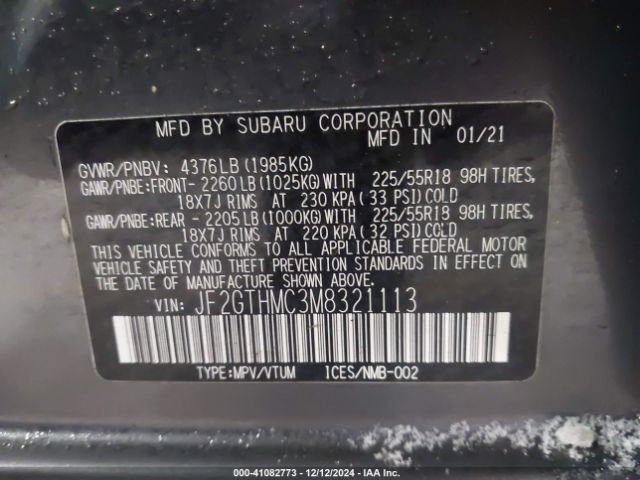 MFD BY SUBARU CORPORATION
MFD IN 01/21
GVWR/PNBV: 4376LB(1985KG)
GAWR/PNBE:FRONT- 2260LB(1025KG)WITH 225/55R18 98H TIRES,
18X7J RIMS AT 230 KPA(33 PSI)COLD
GAWR/PNBE:REAR - 2205LB(1000KG)WITH 225/55R18 98H TIRES,
18X7J RIMS AT 220 KPA(32 PSI)COLD
THIS VEHICLE CONFORMS TO ALL APPLICABLE FEDERAL MOTOR
VEHICLE SAFETY AND THEFT PREVENTION STANDARDS IN EFFECT
ON THE DATE OF MANUFACTURE SHOWN ABOVE.
VIN: JF2GTHMC3M8321113
TYPE:MPV/VTUM ICES/NMB-002
000-41082773 - 12/12/2024 - IAA Inc.